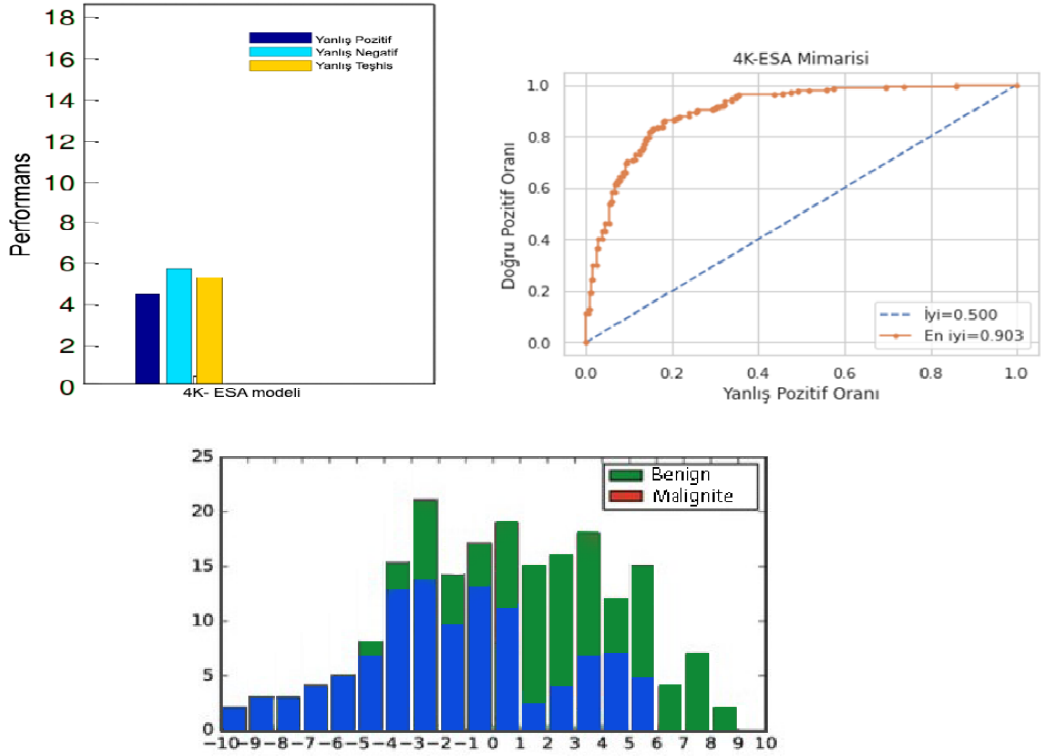 18
16
14
12
10
8
6
4
2
0
Performans
Yanlış Pozitif
Yanlış Negatif
Yanlış Teşhis
4K- ESA modeli
4K-ESA Mimarisi
1.0
0.8
0.6
0.4
0.2
0.0
Doğru Pozitif Oranı
İyi=0.500
En iyi=0.903
0.0 0.2 0.4 0.6 0.8 1.0
Yanlış Pozitif Oranı
25
20
15
10
5
0
Benign
Malignite
−10 −9 −8 −7 −6 −5 −4 −3 −2 −1 0 1 2 3 4 5 6 7 8 9 10